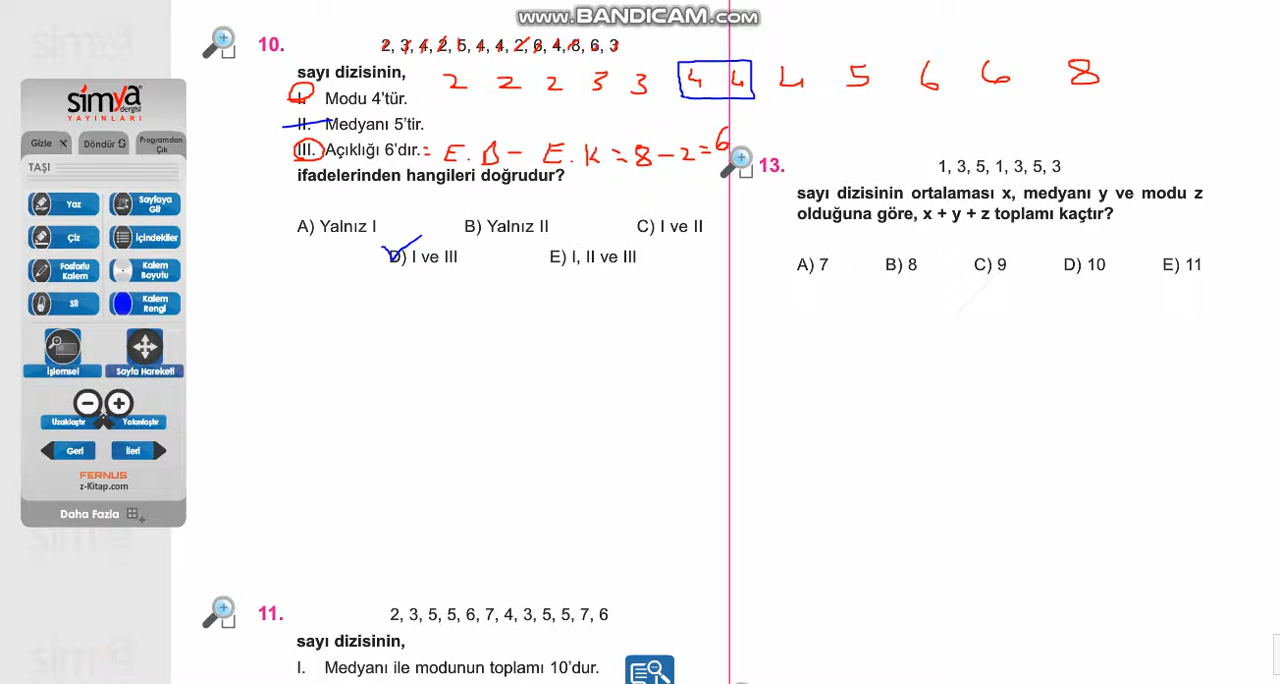 www.BANDICAM.com
simya
dergisi
YAYINLARI
Gizle X
Döndür
Programdan Çık
TAŞI
Yaz
Sayfaya Git
Çiz
İçindekiler
Fosforlu Kalem
Kalem Boyutu
Sil
Kalem Rengi
İşlemsel
Sayfa Hareketi
Uzaklaştır
Yakınlaştır
Geri
İleri
FERNUS
z-Kitap.com
Daha Fazla
10. 2, 3, 4, 2, 5, 4, 4, 2, 6, 4, 8, 6, 3
sayı dizisinin,
2 2 2 3 3 4 4 4 5 6 6 8
I. Modu 4'tür.
II. Medyanı 5'tir.
III. Açıklığı 6'dır. = E.B - E.K = 8 - 2 = 6
ifadelerinden hangileri doğrudur?
A) Yalnız I B) Yalnız II C) I ve II
D) I ve III E) I, II ve III
11. 2, 3, 5, 5, 6, 7, 4, 3, 5, 5, 7, 6
sayı dizisinin,
I. Medyanı ile modunun toplamı 10'dur.
13. 1, 3, 5, 1, 3, 5, 3
sayı dizisinin ortalaması x, medyanı y ve modu z
olduğuna göre, x + y + z toplamı kaçtır?
A) 7 B) 8 C) 9 D) 10 E) 11